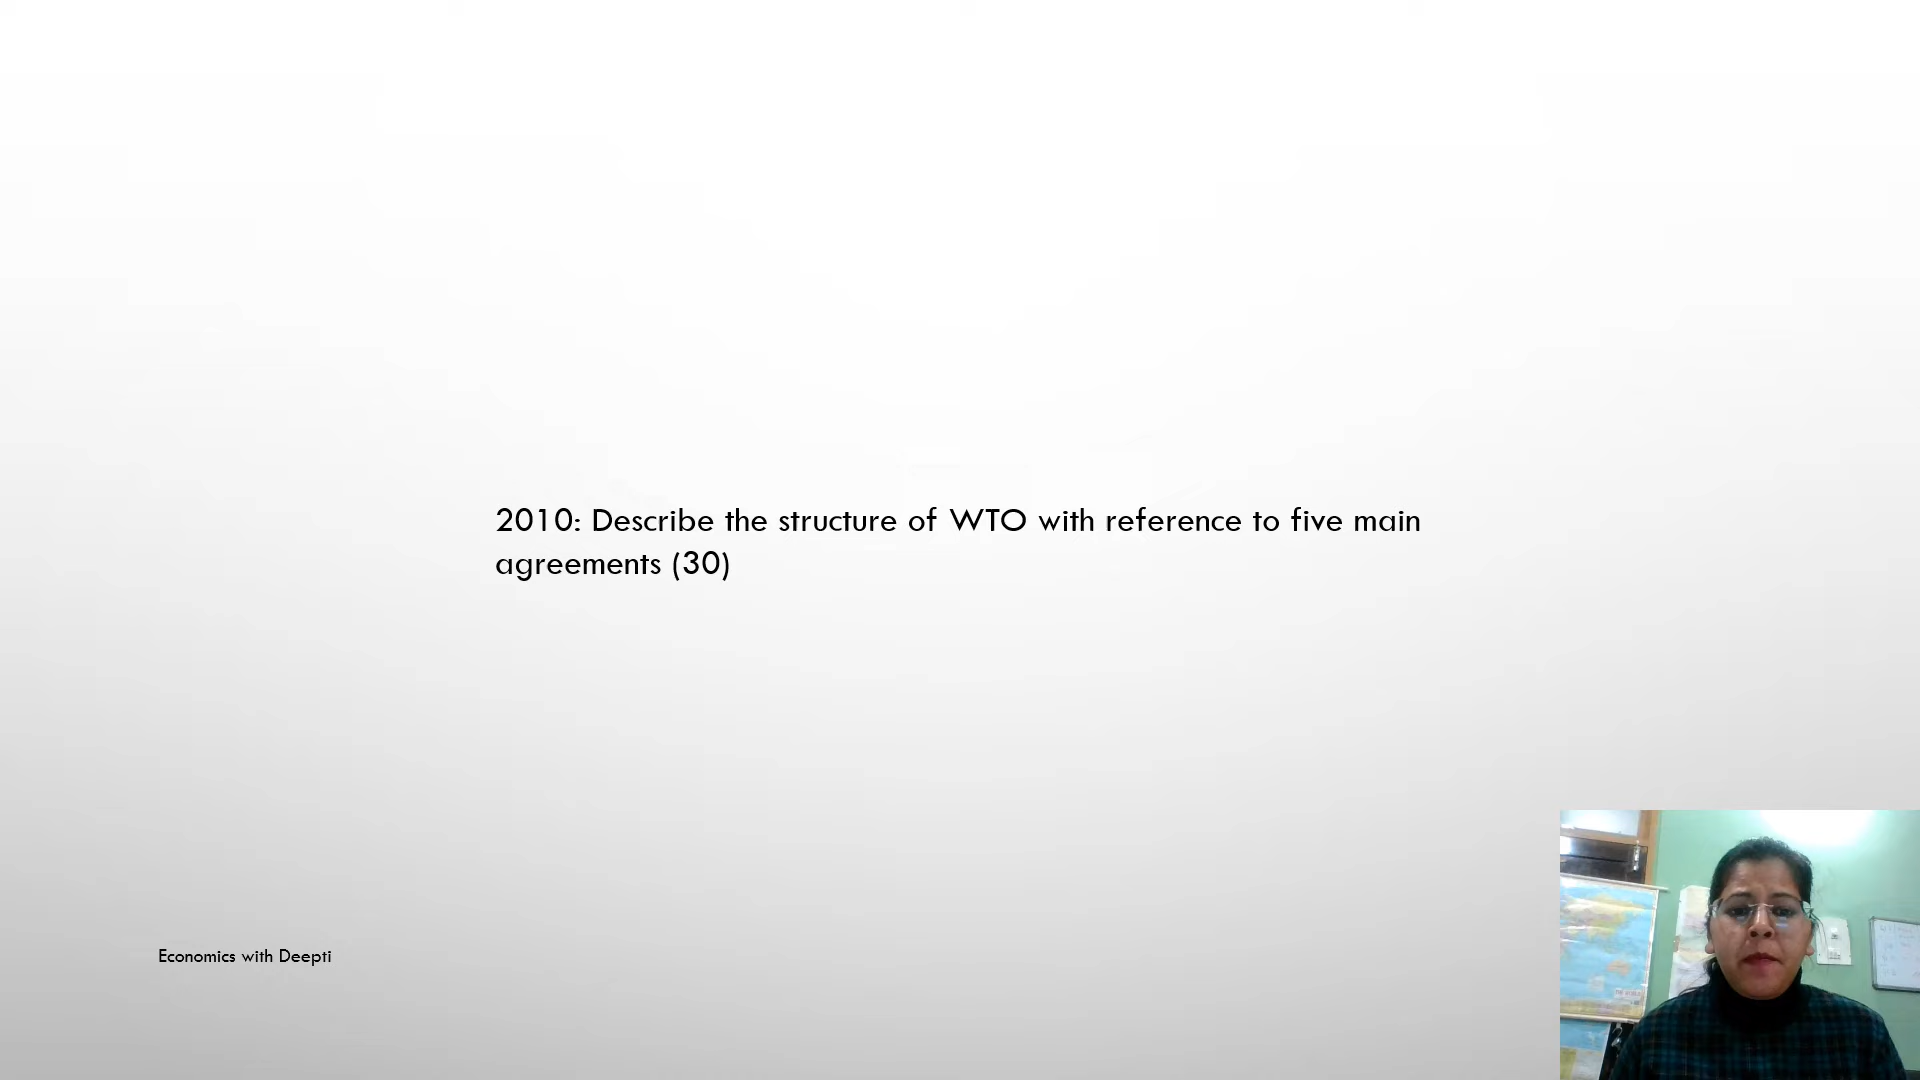 2010: Describe the structure of WTO with reference to five main
agreements (30)
Economics with Deepti